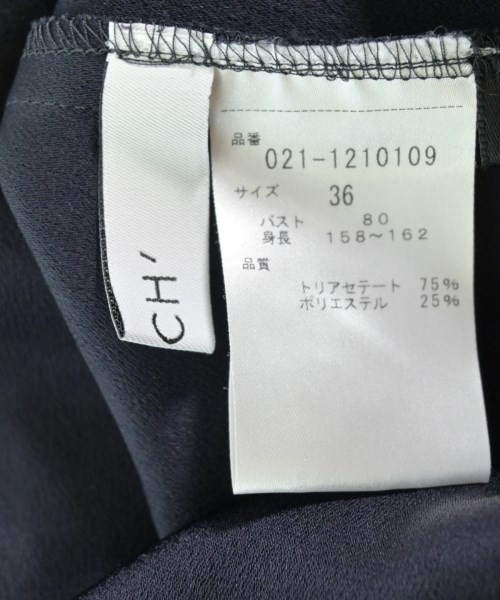 品番
021-1210109
サイズ 36
バスト 80
身長 158～162
品質
トリアセテート 75%
ポリエステル 25%
CH'